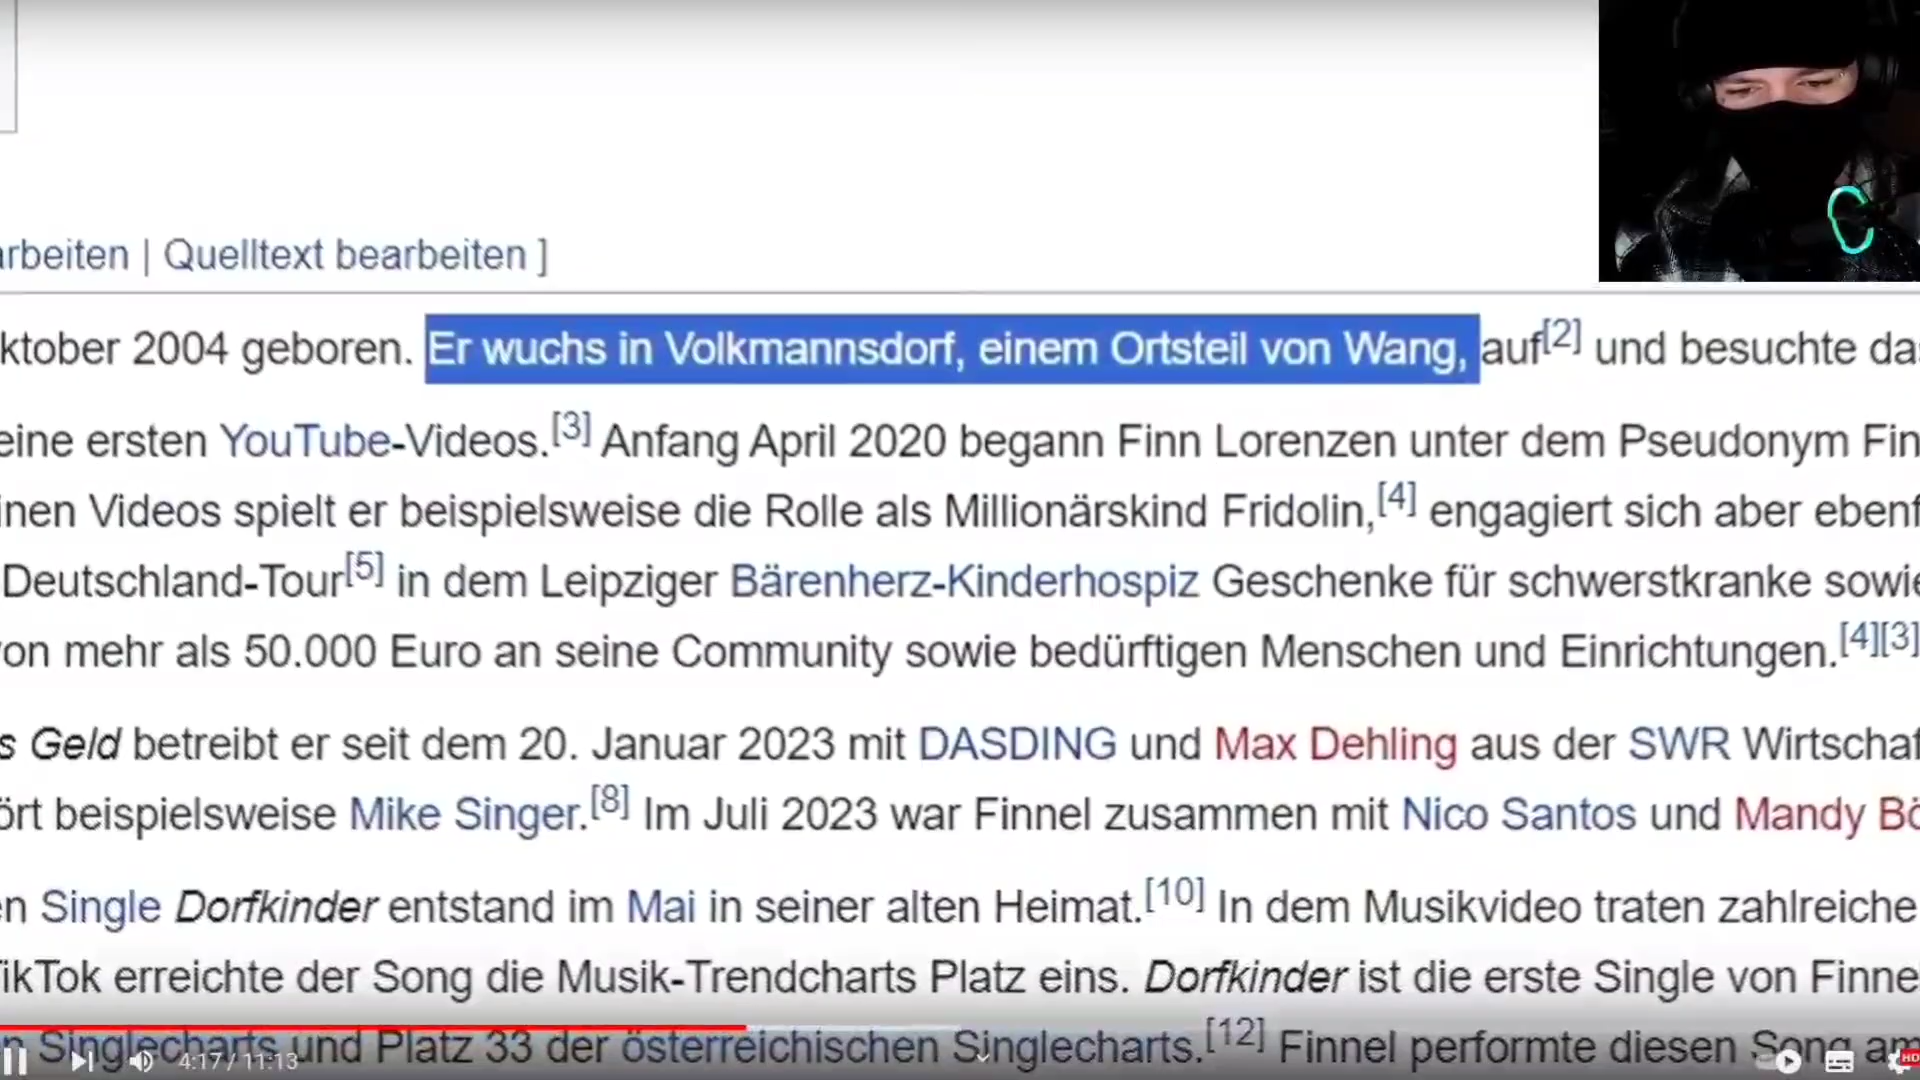 arbeiten | Quelltext bearbeiten ]
ktober 2004 geboren. Er wuchs in Volkmannsdorf, einem Ortsteil von Wang, auf[2] und besuchte da
eine ersten YouTube-Videos.[3] Anfang April 2020 begann Finn Lorenzen unter dem Pseudonym Fin
inen Videos spielt er beispielsweise die Rolle als Millionärskind Fridolin,[4] engagiert sich aber ebenf
Deutschland-Tour[5] in dem Leipziger Bärenherz-Kinderhospiz Geschenke für schwerstkranke sowie
on mehr als 50.000 Euro an seine Community sowie bedürftigen Menschen und Einrichtungen.[4][3]
s Geld betreibt er seit dem 20. Januar 2023 mit DASDING und Max Dehling aus der SWR Wirtschaf
ört beispielsweise Mike Singer.[8] Im Juli 2023 war Finnel zusammen mit Nico Santos und Mandy Bö
n Single Dorfkinder entstand im Mai in seiner alten Heimat.[10] In dem Musikvideo traten zahlreiche
ikTok erreichte der Song die Musik-Trendcharts Platz eins. Dorfkinder ist die erste Single von Finne
n Singlecharts und Platz 33 der österreichischen Singlecharts.[12] Finnel performte diesen Song am
4:17 / 11:13
HD